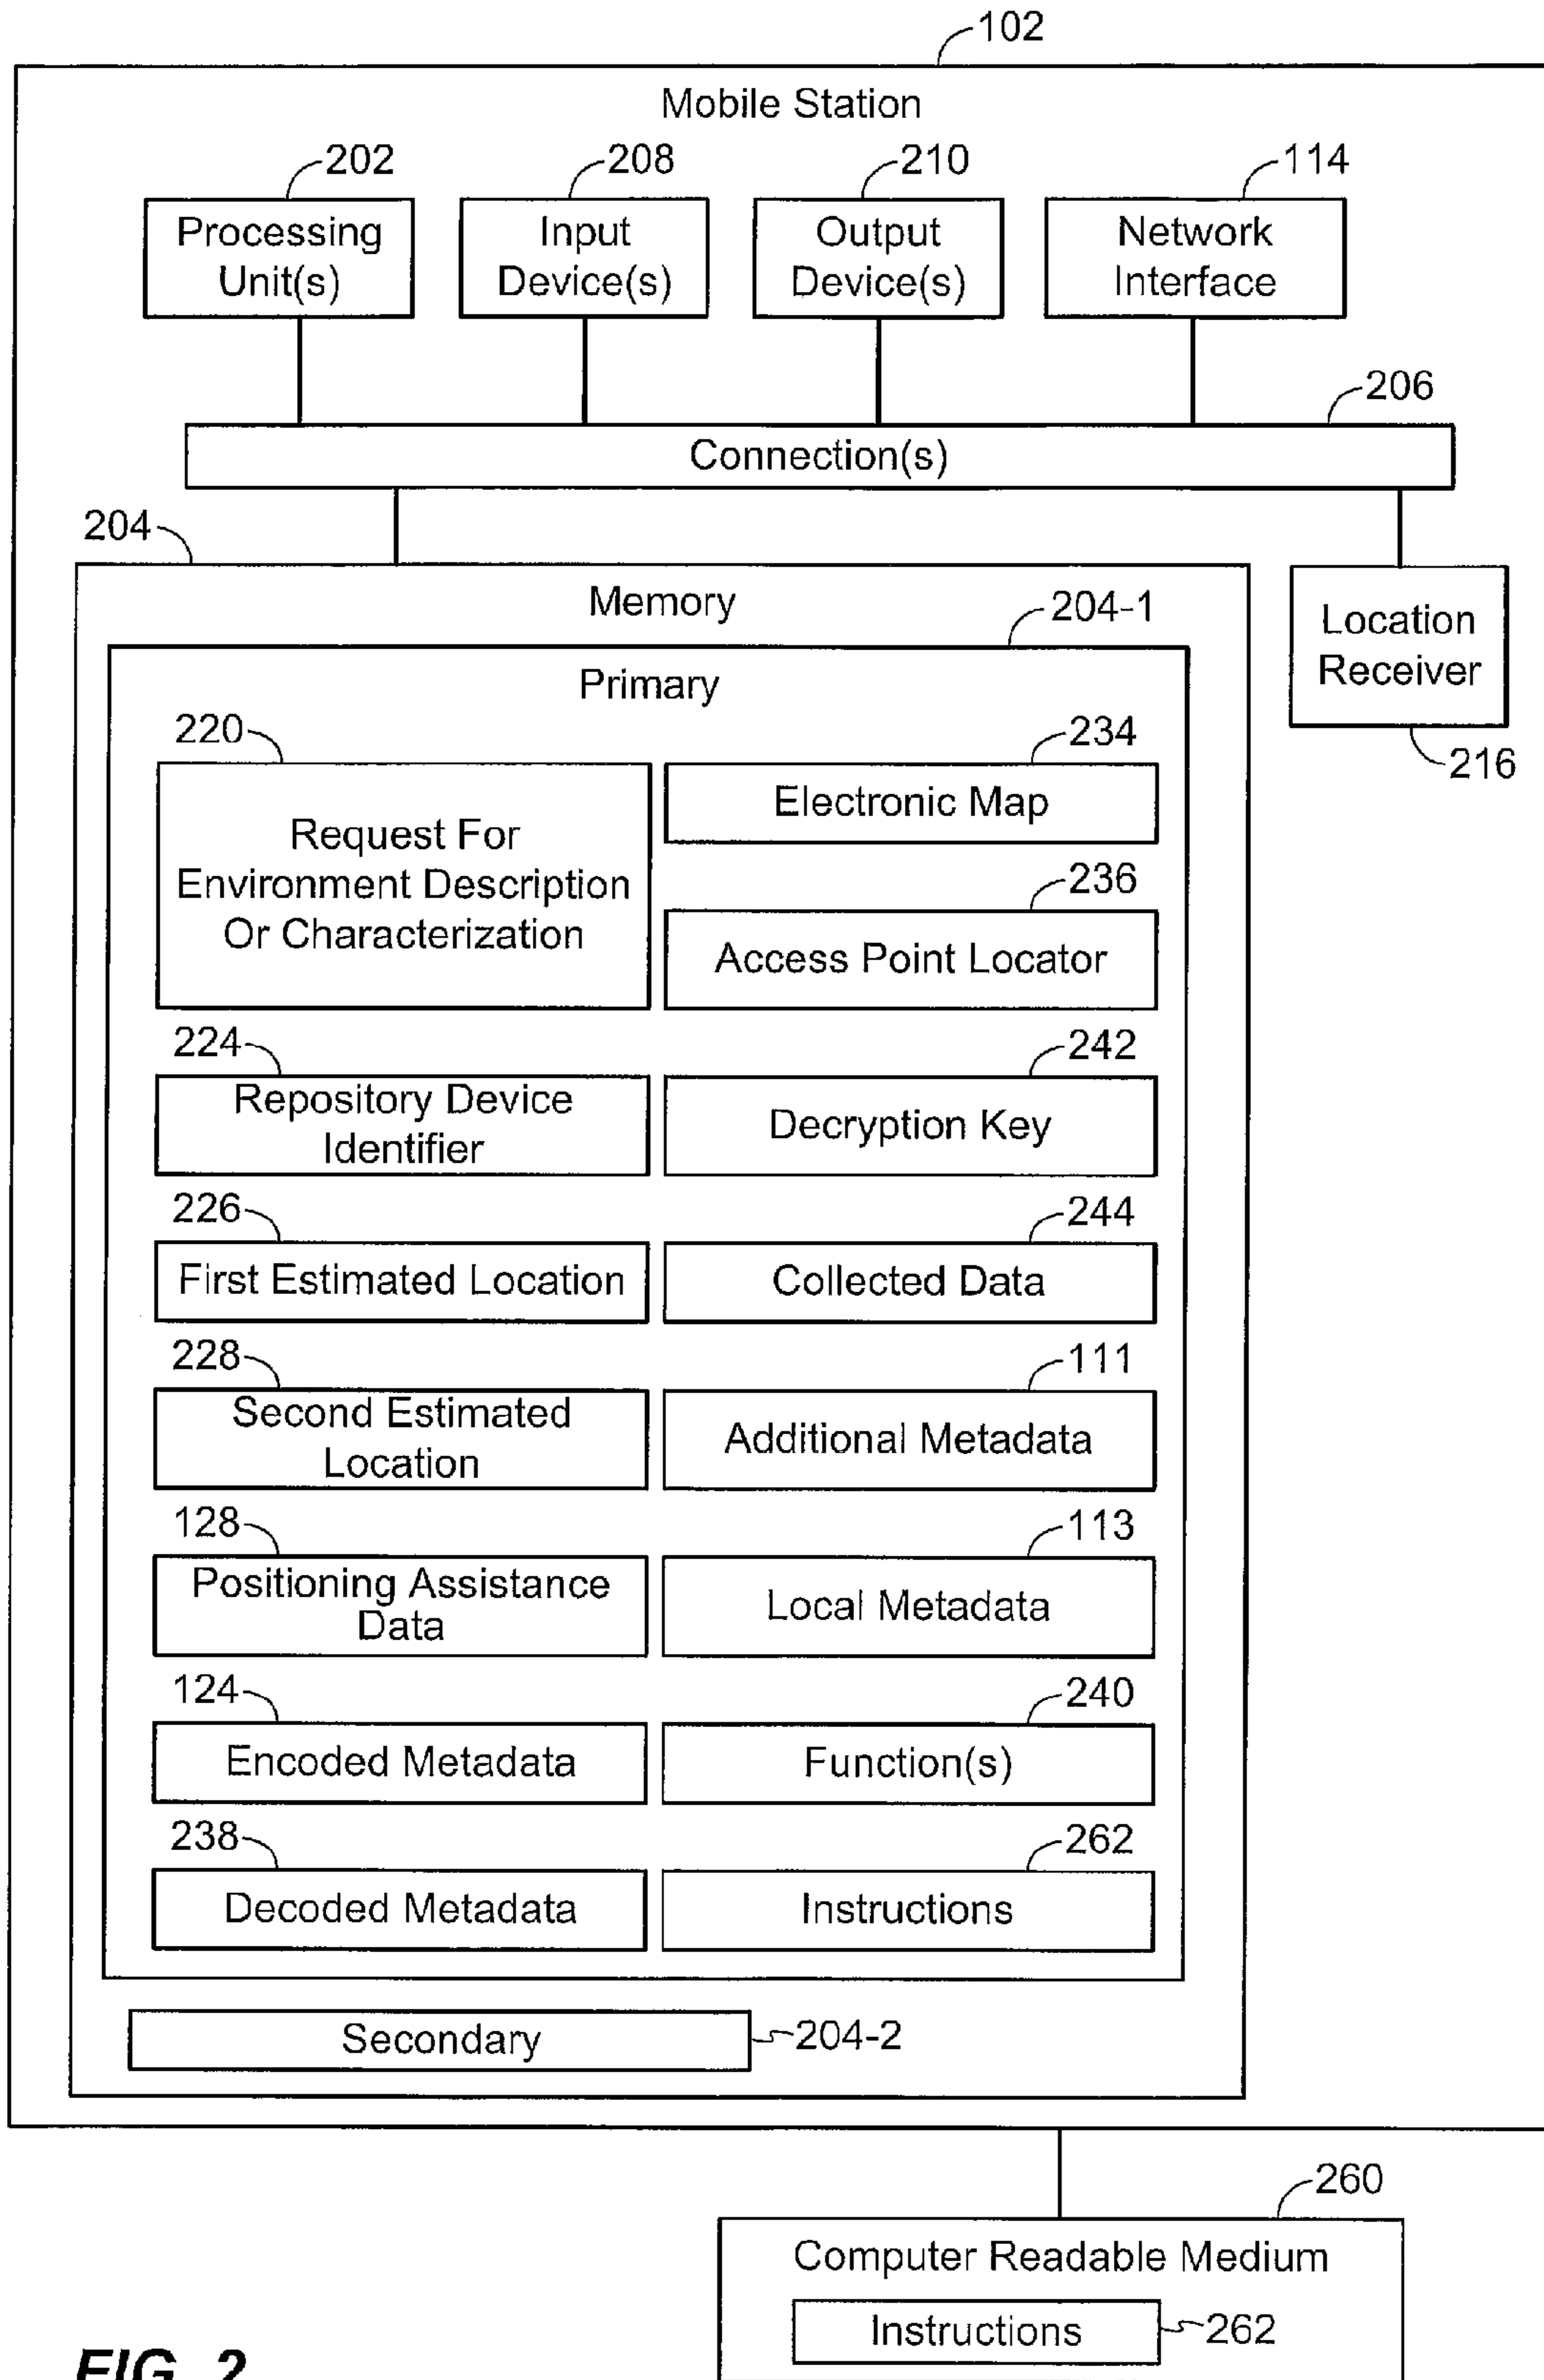 102
Mobile Station
202
208
210
114
Processing
Unit(s)
Input
Device(s)
Output
Device(s)
Network
Interface
206
Connection(s)
204
Memory
204-1
Location
Receiver
216
Primary
220
234
Request For
Environment Description
Or Characterization
Electronic Map
236
Access Point Locator
224
242
Repository Device
Identifier
Decryption Key
226
244
First Estimated Location
Collected Data
228
111
Second Estimated
Location
Additional Metadata
128
113
Positioning Assistance
Data
Local Metadata
124
240
Encoded Metadata
Function(s)
238
262
Decoded Metadata
Instructions
Secondary
204-2
260
Computer Readable Medium
Instructions
262
FIG. 2